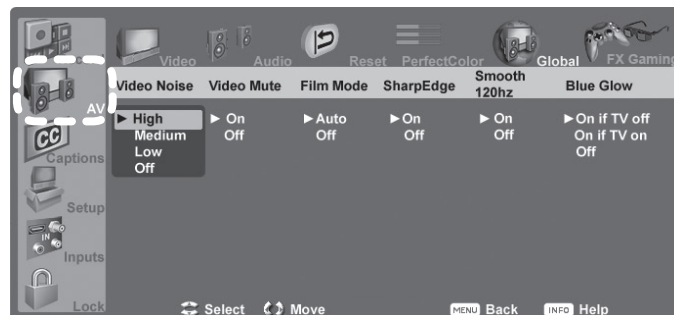 Video Audio Reset PerfectColor Global FX Gaming
Video Noise Video Mute Film Mode SharpEdge Smooth 120hz Blue Glow
AV
► High ► On ► Auto ► On ► On ► On if TV off
Medium Off Off Off Off On if TV on
Low Off
Off
CC
Captions
Setup
IN
Inputs
Lock
Select Move MENU Back INFO Help